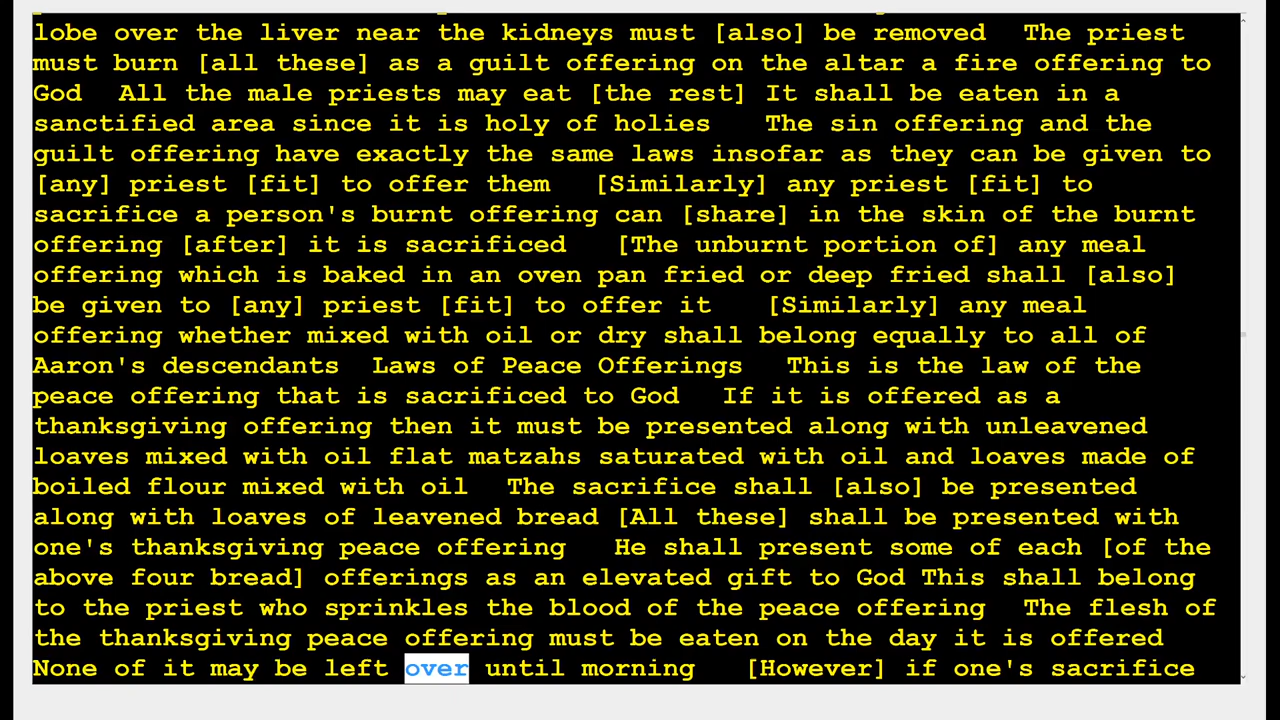 lobe over the liver near the kidneys must [also] be removed The priest
must burn [all these] as a guilt offering on the altar a fire offering to
God All the male priests may eat [the rest] It shall be eaten in a
sanctified area since it is holy of holies The sin offering and the
guilt offering have exactly the same laws insofar as they can be given to
[any] priest [fit] to offer them [Similarly] any priest [fit] to
sacrifice a person's burnt offering can [share] in the skin of the burnt
offering [after] it is sacrificed [The unburnt portion of] any meal
offering which is baked in an oven pan fried or deep fried shall [also]
be given to [any] priest [fit] to offer it [Similarly] any meal
offering whether mixed with oil or dry shall belong equally to all of
Aaron's descendants Laws of Peace Offerings This is the law of the
peace offering that is sacrificed to God If it is offered as a
thanksgiving offering then it must be presented along with unleavened
loaves mixed with oil flat matzahs saturated with oil and loaves made of
boiled flour mixed with oil The sacrifice shall [also] be presented
along with loaves of leavened bread [All these] shall be presented with
one's thanksgiving peace offering He shall present some of each [of the
above four bread] offerings as an elevated gift to God This shall belong
to the priest who sprinkles the blood of the peace offering The flesh of
the thanksgiving peace offering must be eaten on the day it is offered
None of it may be left over until morning [However] if one's sacrifice